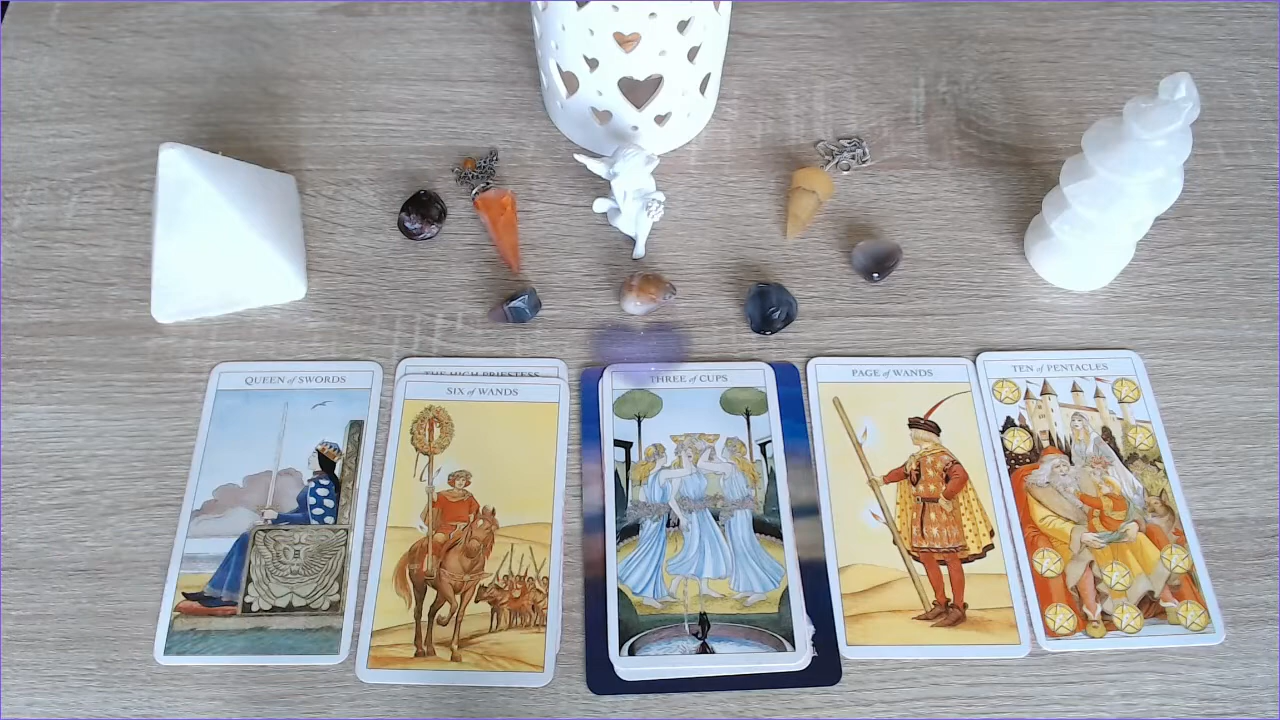 QUEEN of SWORDS
THE HIGH PRIESTESS
SIX of WANDS
THREE of CUPS
PAGE of WANDS
TEN of PENTACLES